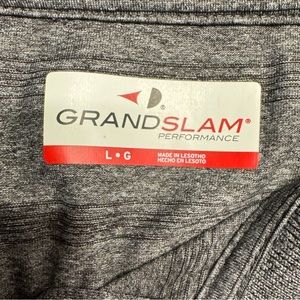 GRANDSLAM®
PERFORMANCE
L • G
MADE IN LESOTHO
HECHO EN LESOTO